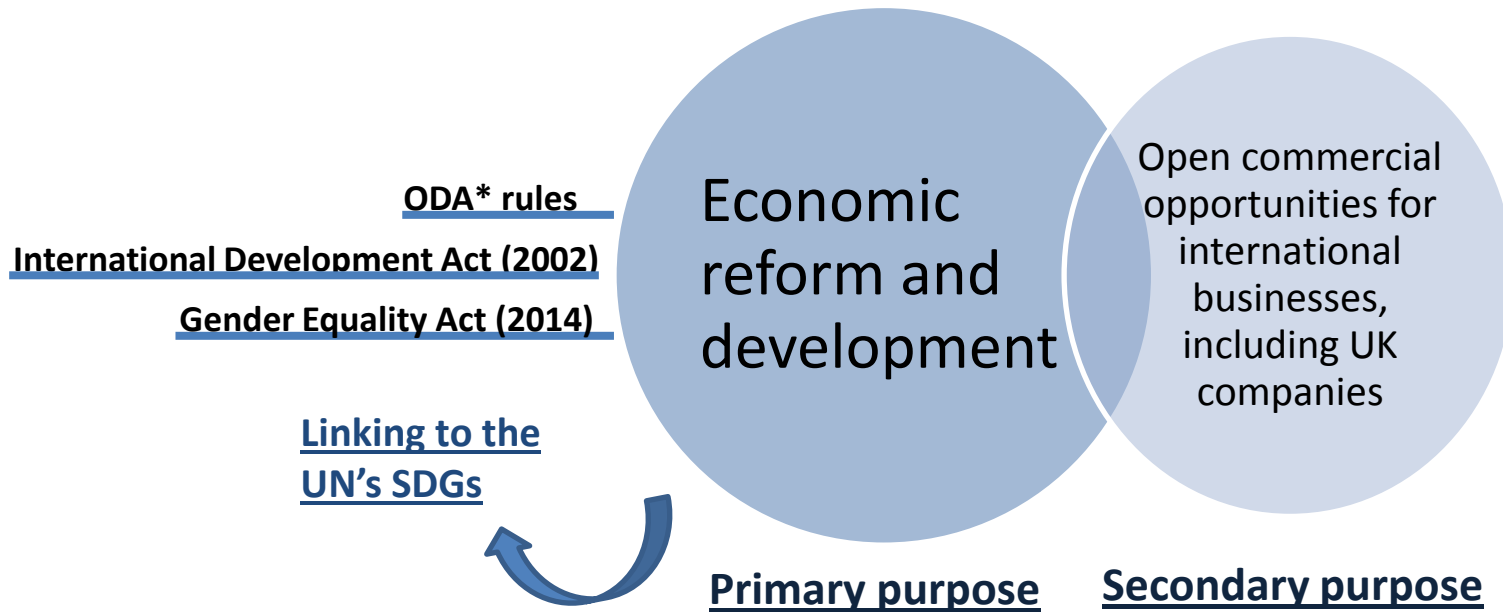 ODA* rules
International Development Act (2002)
Gender Equality Act (2014)
Linking to the
UN's SDGs
Economic
reform and
development
Primary purpose
Open commercial
opportunities for
international
businesses,
including UK
companies
Secondary purpose